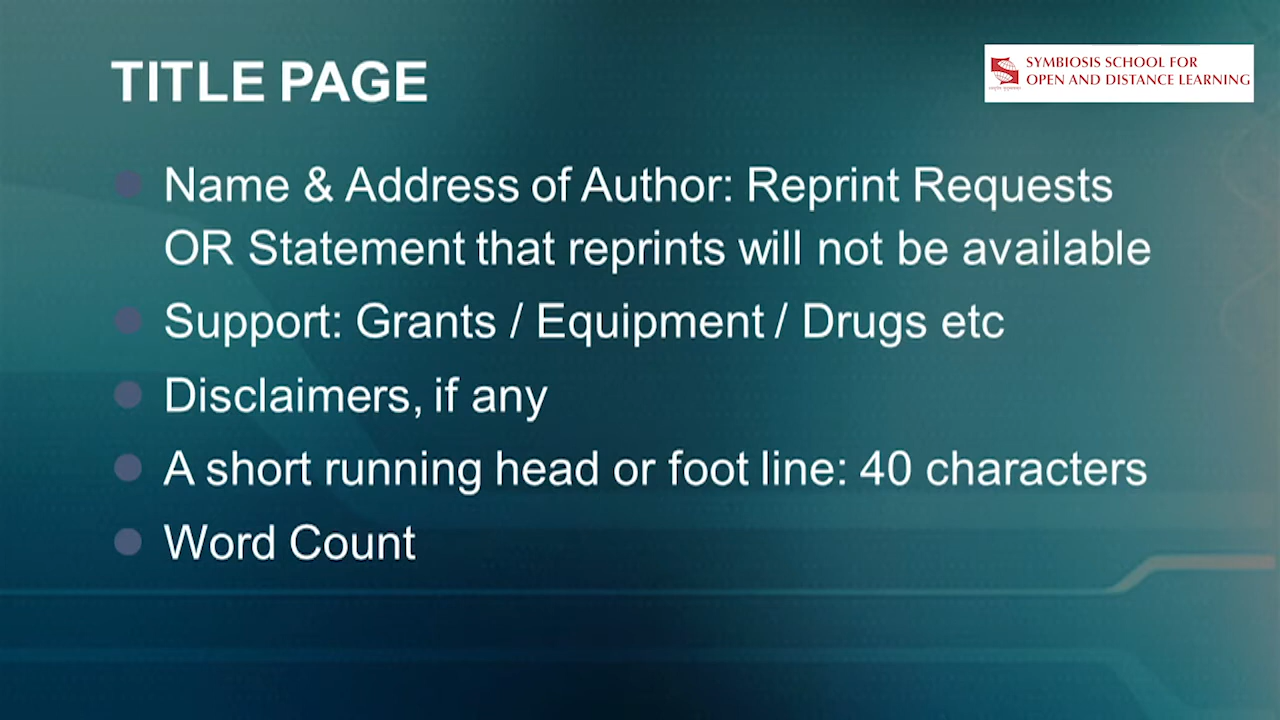 TITLE PAGE
SYMBIOSIS SCHOOL FOR
OPEN AND DISTANCE LEARNING
Name & Address of Author: Reprint Requests
OR Statement that reprints will not be available
Support: Grants / Equipment / Drugs etc
Disclaimers, if any
A short running head or foot line: 40 characters
Word Count